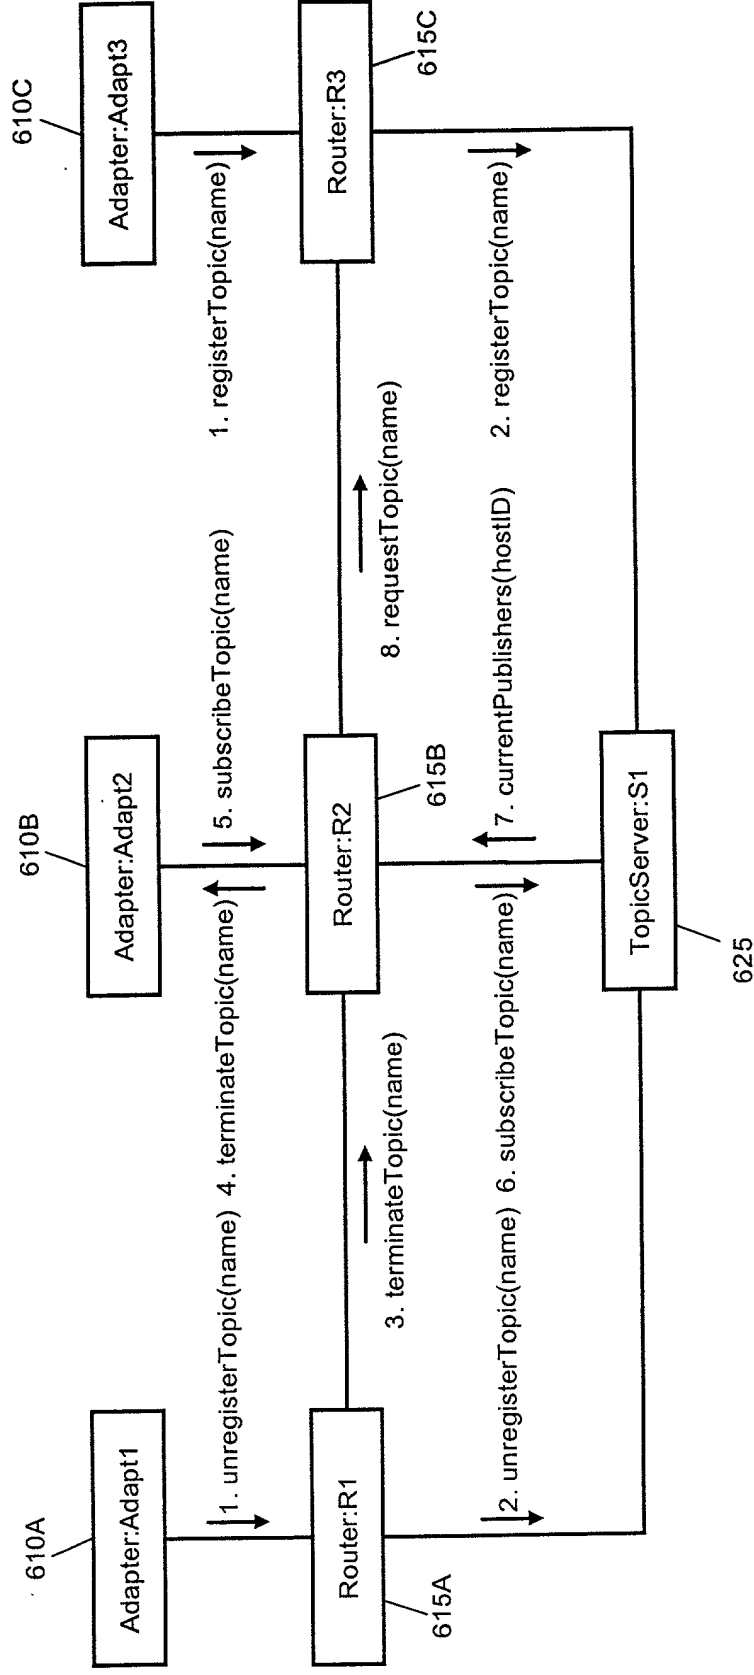 610A
610B
610C
Adapter:Adapt1
Adapter:Adapt2
Adapter:Adapt3
1. unregisterTopic(name)
4. terminateTopic(name)
5. subscribeTopic(name)
1. registerTopic(name)
Router:R1
Router:R2
Router:R3
3. terminateTopic(name)
8. requestTopic(name)
615A
615B
615C
2. unregisterTopic(name)
6. subscribeTopic(name)
7. currentPublishers(hostID)
2. registerTopic(name)
TopicServer:S1
625